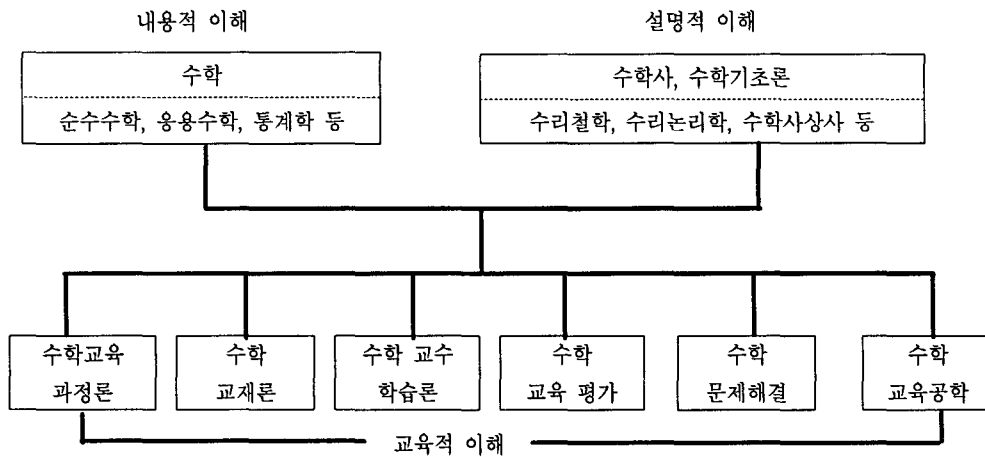 내용적 이해
설명적 이해
수학
순수수학, 응용수학, 통계학 등
수학사, 수학기초론
수리철학, 수리논리학, 수학사상사 등
수학교육
과정론
수학
교재론
수학 교수
학습론
수학
교육 평가
수학
문제해결
수학
교육공학
교육적 이해